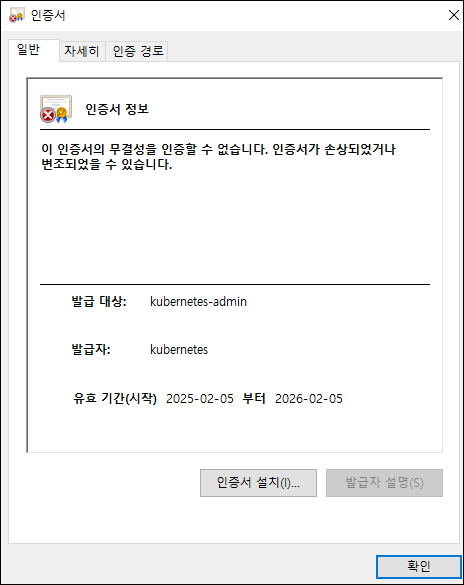 인증서
일반
자세히
인증 경로
인증서 정보
이 인증서의 무결성을 인증할 수 없습니다. 인증서가 손상되었거나
변조되었을 수 있습니다.
발급 대상: kubernetes-admin
발급자: kubernetes
유효 기간(시작) 2025-02-05 부터 2026-02-05
인증서 설치(I)...
발급자 설명(S)
확인